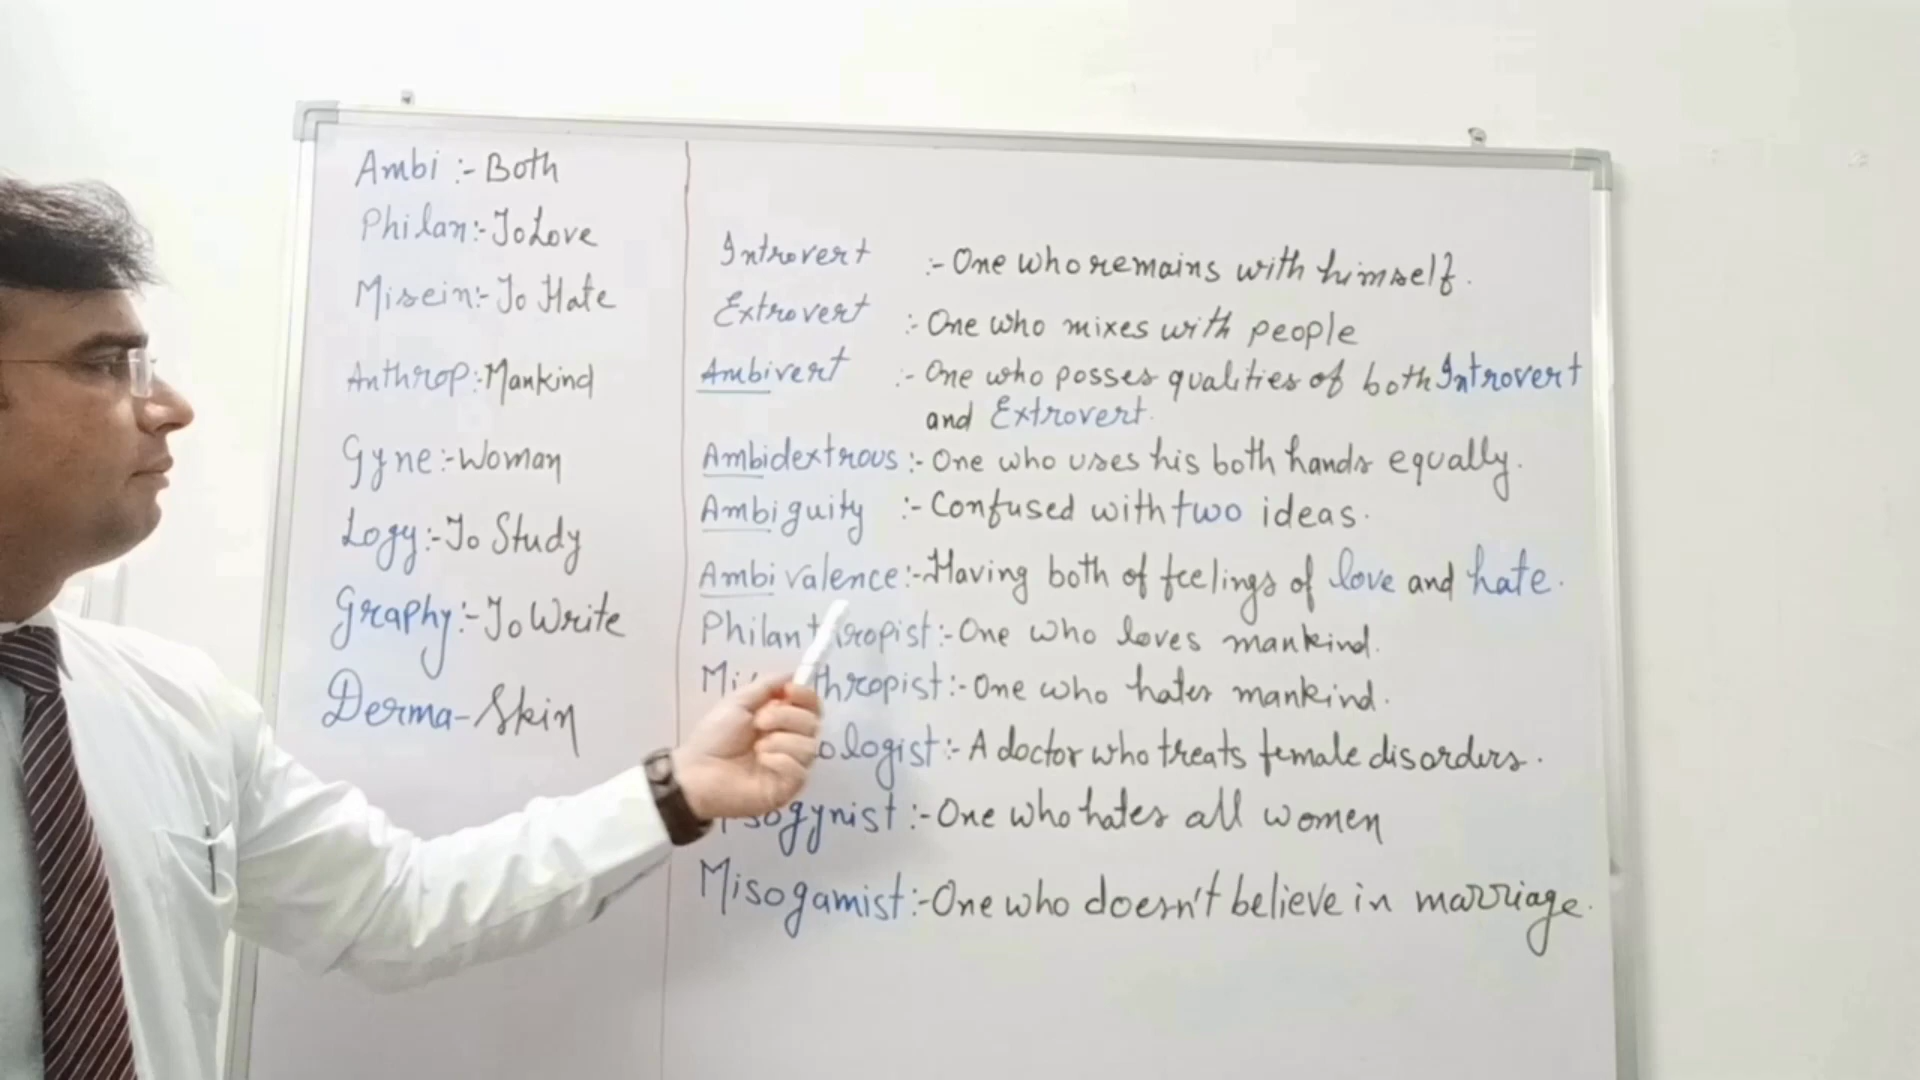 Ambi :- Both
Philan:- To Love
Misein:- To Hate
Anthrop:- Mankind
Gyne:- Woman
Logy:- To Study
Graphy:- To Write
Derma- Skin
Introvert :- One who remains with himself.
Extrovert :- One who mixes with people
Ambivert :- One who posses qualities of both Introvert
and Extrovert.
Ambidextrous :- One who uses his both hands equally.
Ambiguity :- Confused with two ideas.
Ambivalence:- Having both of feelings of love and hate.
:- One who loves mankind.
:- One who hates mankind.
:- A doctor who treats female disorders.
:- One who hates all women
Misogamist:- One who doesn't believe in marriage.